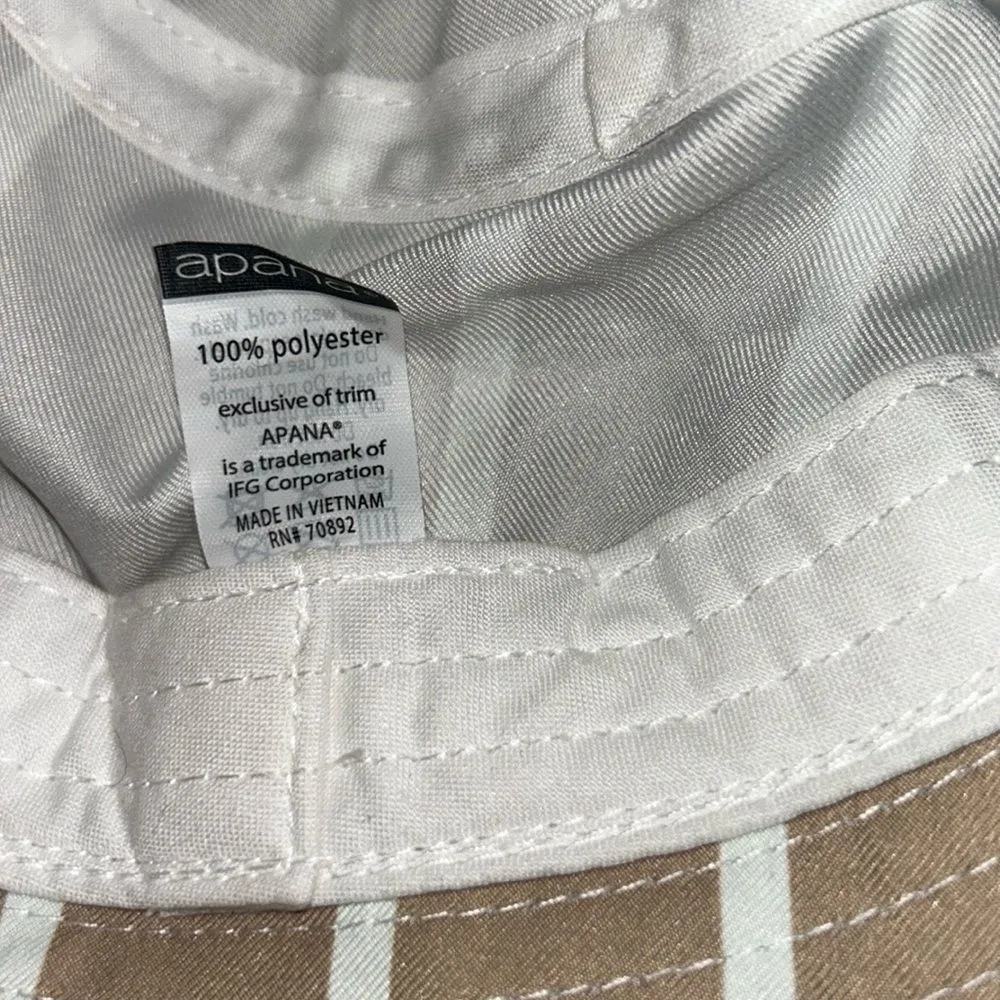 apana
100% polyester
exclusive of trim
APANA®
is a trademark of
IFG Corporation
MADE IN VIETNAM
RN# 70892